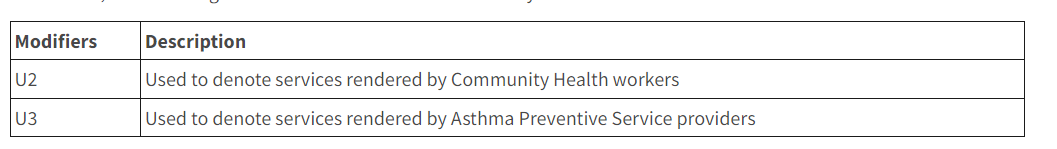 Modifiers Description
U2 Used to denote services rendered by Community Health workers
U3 Used to denote services rendered by Asthma Preventive Service providers